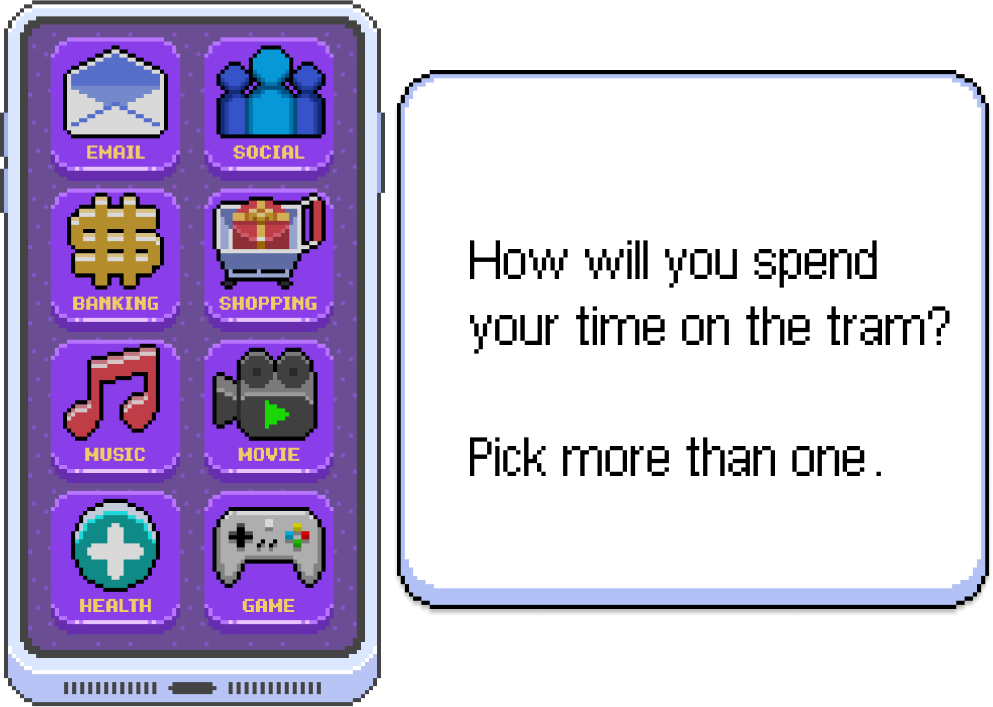 EMAIL
SOCIAL
BANKING
SHOPPING
MUSIC
MOVIE
HEALTH
GAME
How will you spend
your time on the tram?
Pick more than one.